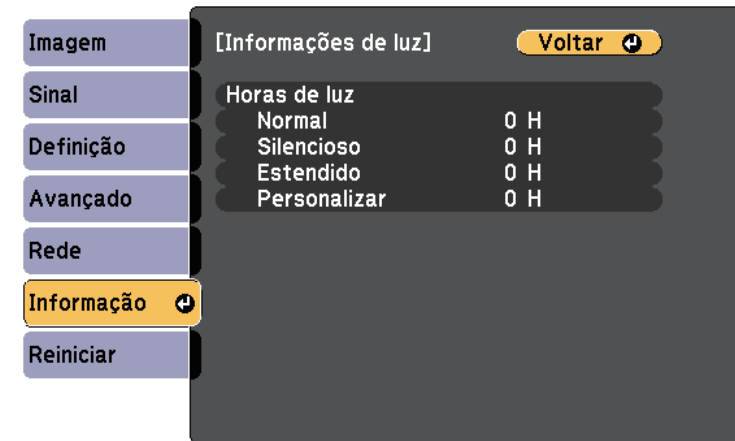 Imagem
Sinal
Definição
Avançado
Rede
Informação
Reiniciar
[Informações de luz] Voltar
Horas de luz
Normal 0 H
Silencioso 0 H
Estendido 0 H
Personalizar 0 H